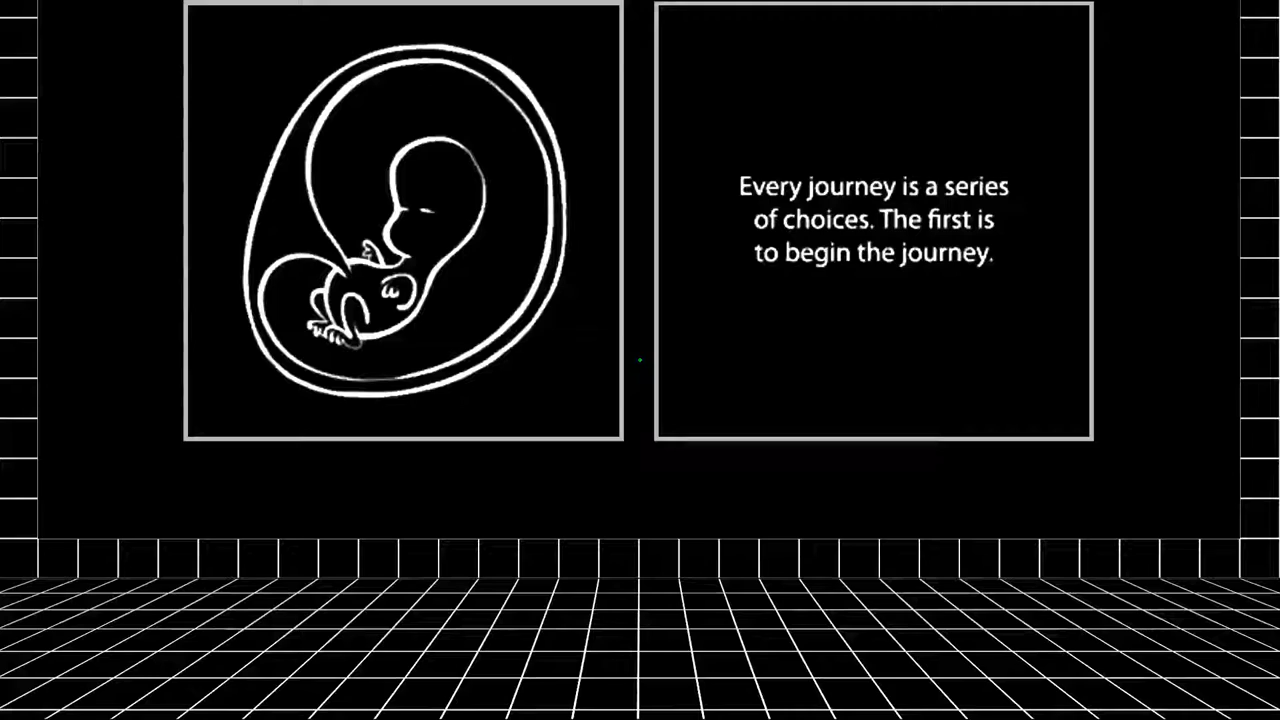 Every journey is a series
of choices. The first is
to begin the journey.